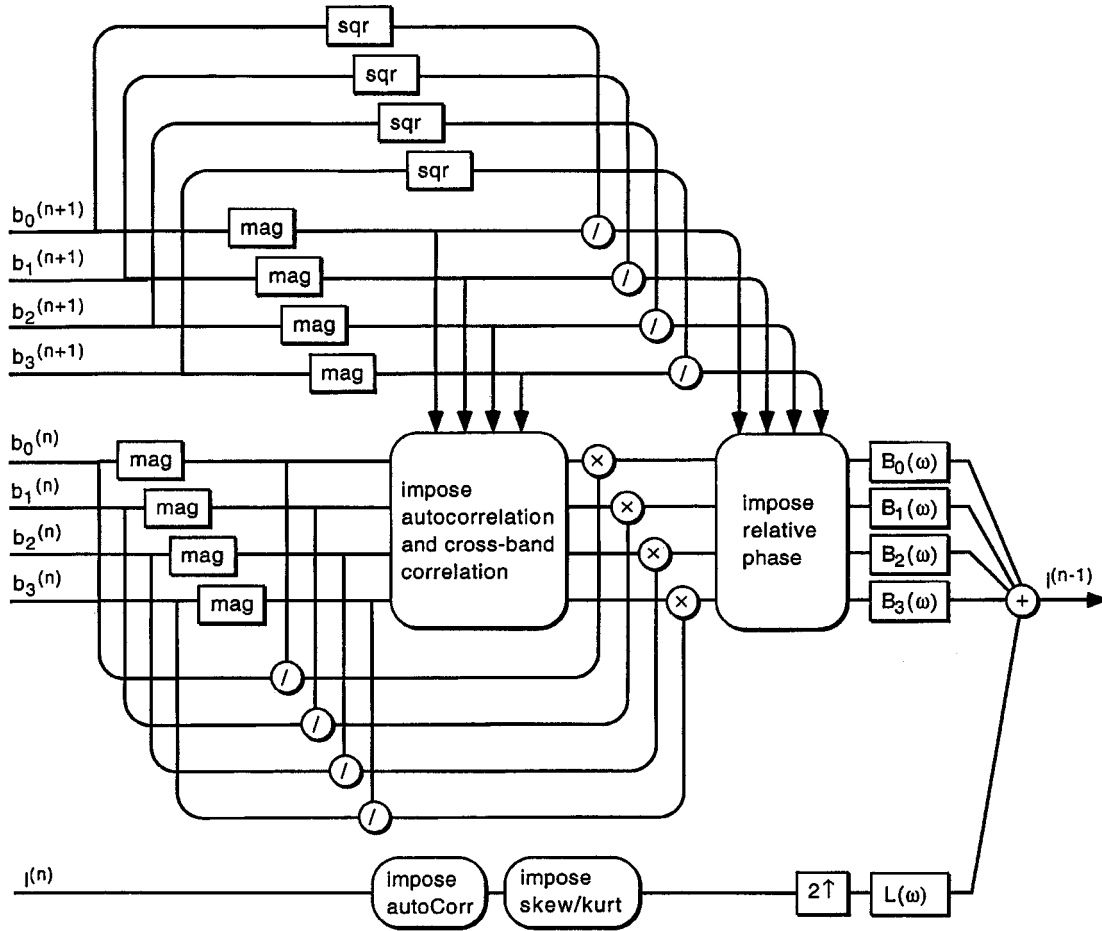 sqr
sqr
sqr
sqr
b0(n+1)
mag
/
b1(n+1)
mag
/
b2(n+1)
mag
/
b3(n+1)
mag
/
b0(n)
mag
×
B0(ω)
b1(n)
mag
×
B1(ω)
b2(n)
mag
×
B2(ω)
b3(n)
mag
×
B3(ω)
impose
autocorrelation
and cross-band
correlation
impose
relative
phase
+
l(n-1)
/
/
/
/
l(n)
impose
autoCorr
impose
skew/kurt
2↑
L(ω)